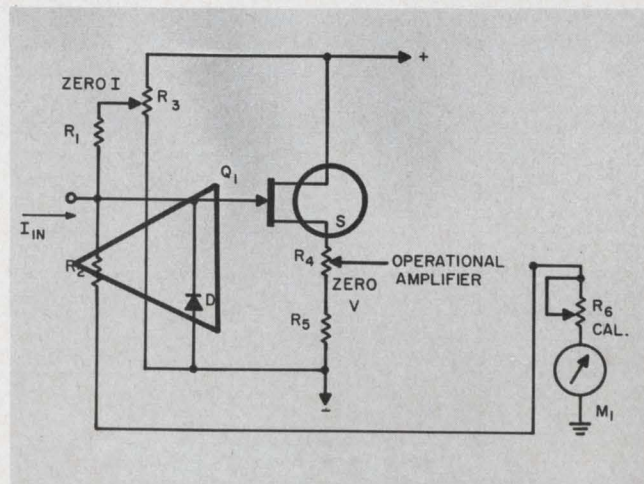 +
ZERO I
R3
R1
Q1
IIN
S
R4
OPERATIONAL
AMPLIFIER
ZERO
V
R2
D
R5
R6
CAL.
M1
-